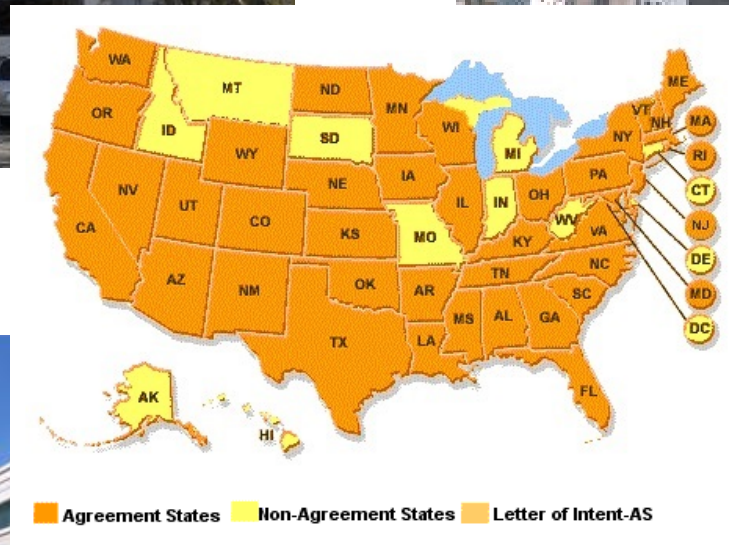 WA
MT
ND
ME
OR
ID
SD
MN
WI
MI
VT
NH
MA
NY
RI
WY
NE
IA
PA
CT
NV
UT
CO
IL
IN
OH
WV
NJ
CA
KS
MO
KY
VA
DE
AZ
NM
OK
AR
TN
NC
MD
SC
DC
TX
LA
MS
AL
GA
FL
AK
HI
Agreement States Non-Agreement States Letter of Intent-AS